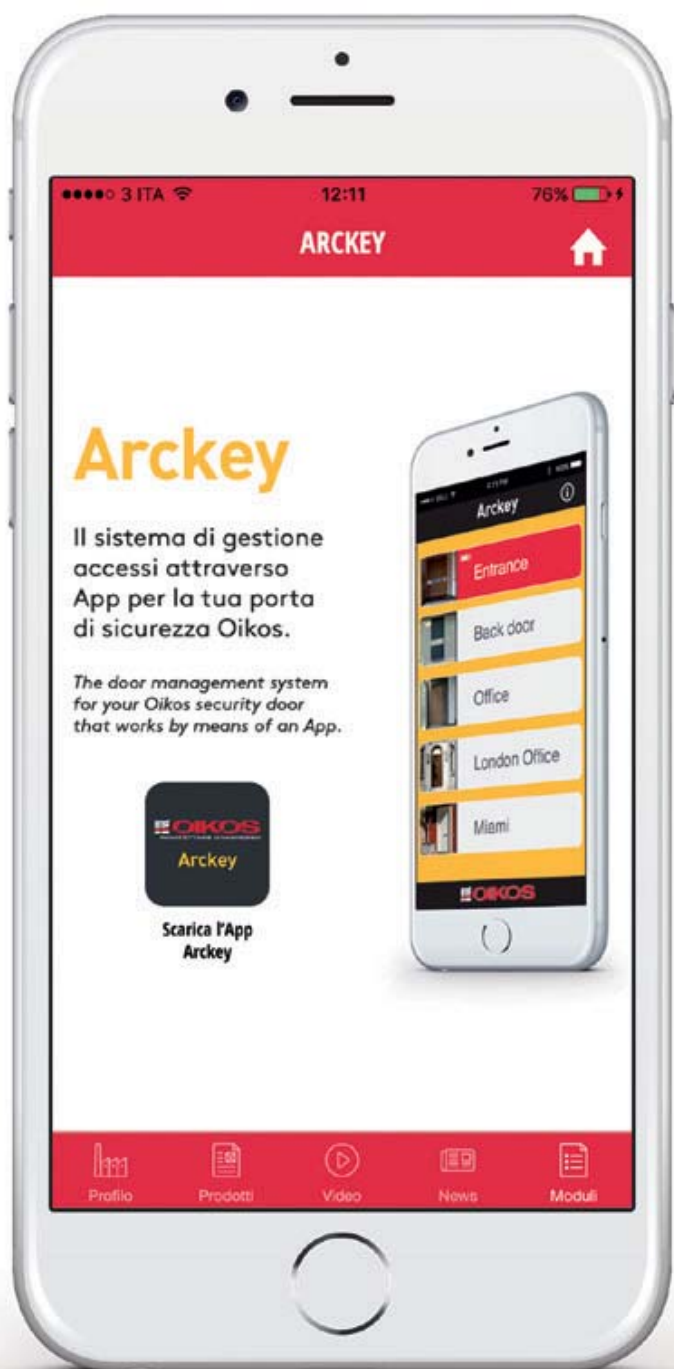 3 ITA 12:11 76%
ARCKEY
Arckey
Il sistema di gestione
accessi attraverso
App per la tua porta
di sicurezza Oikos.
The door management system
for your Oikos security door
that works by means of an App.
OIKOS
Arckey
Scarica l'App
Arckey
Arckey
Entrance
Back door
Office
London Office
Miami
OIKOS
Profilo Prodotti Video News Moduli